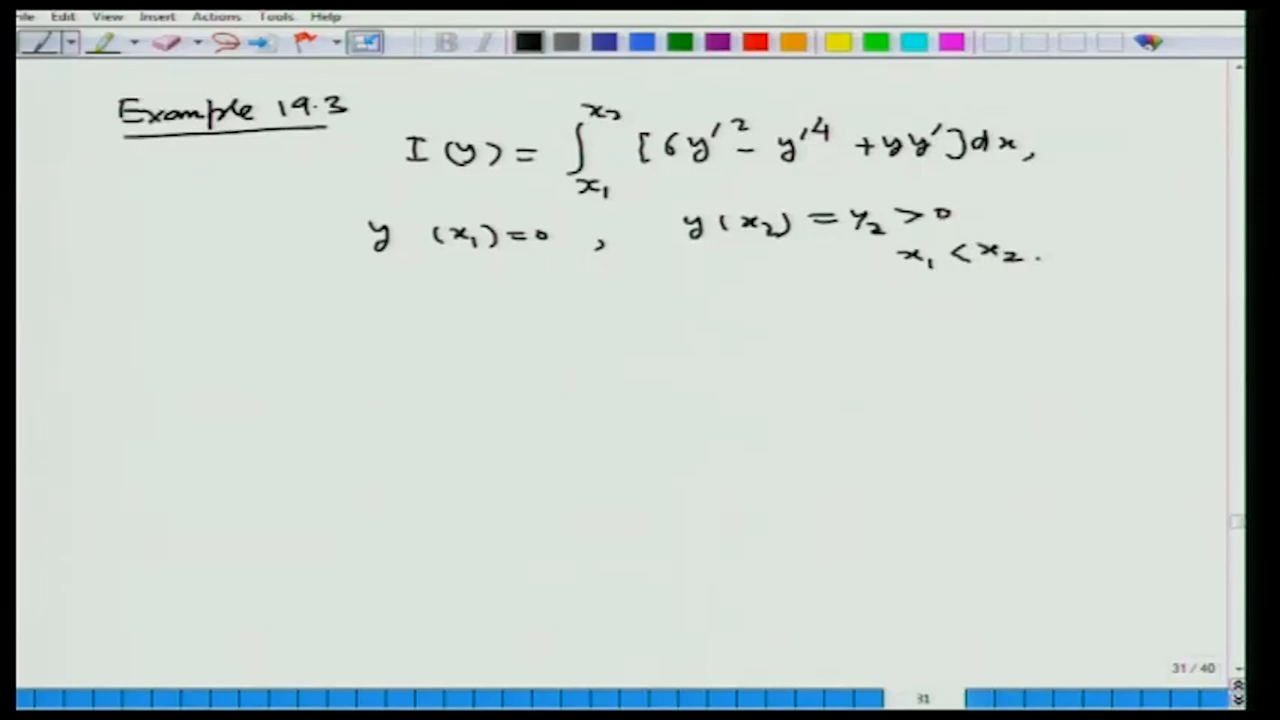 File Edit View Insert Actions Tools Help
B I
Example 19.3
I(y) = ∫_{x₁}^{x₂} [6y'² - y'⁴ + yy']dx,
y (x₁) = 0 , y(x₂) = y₂ > 0
x₁ < x₂.
31 / 40
31